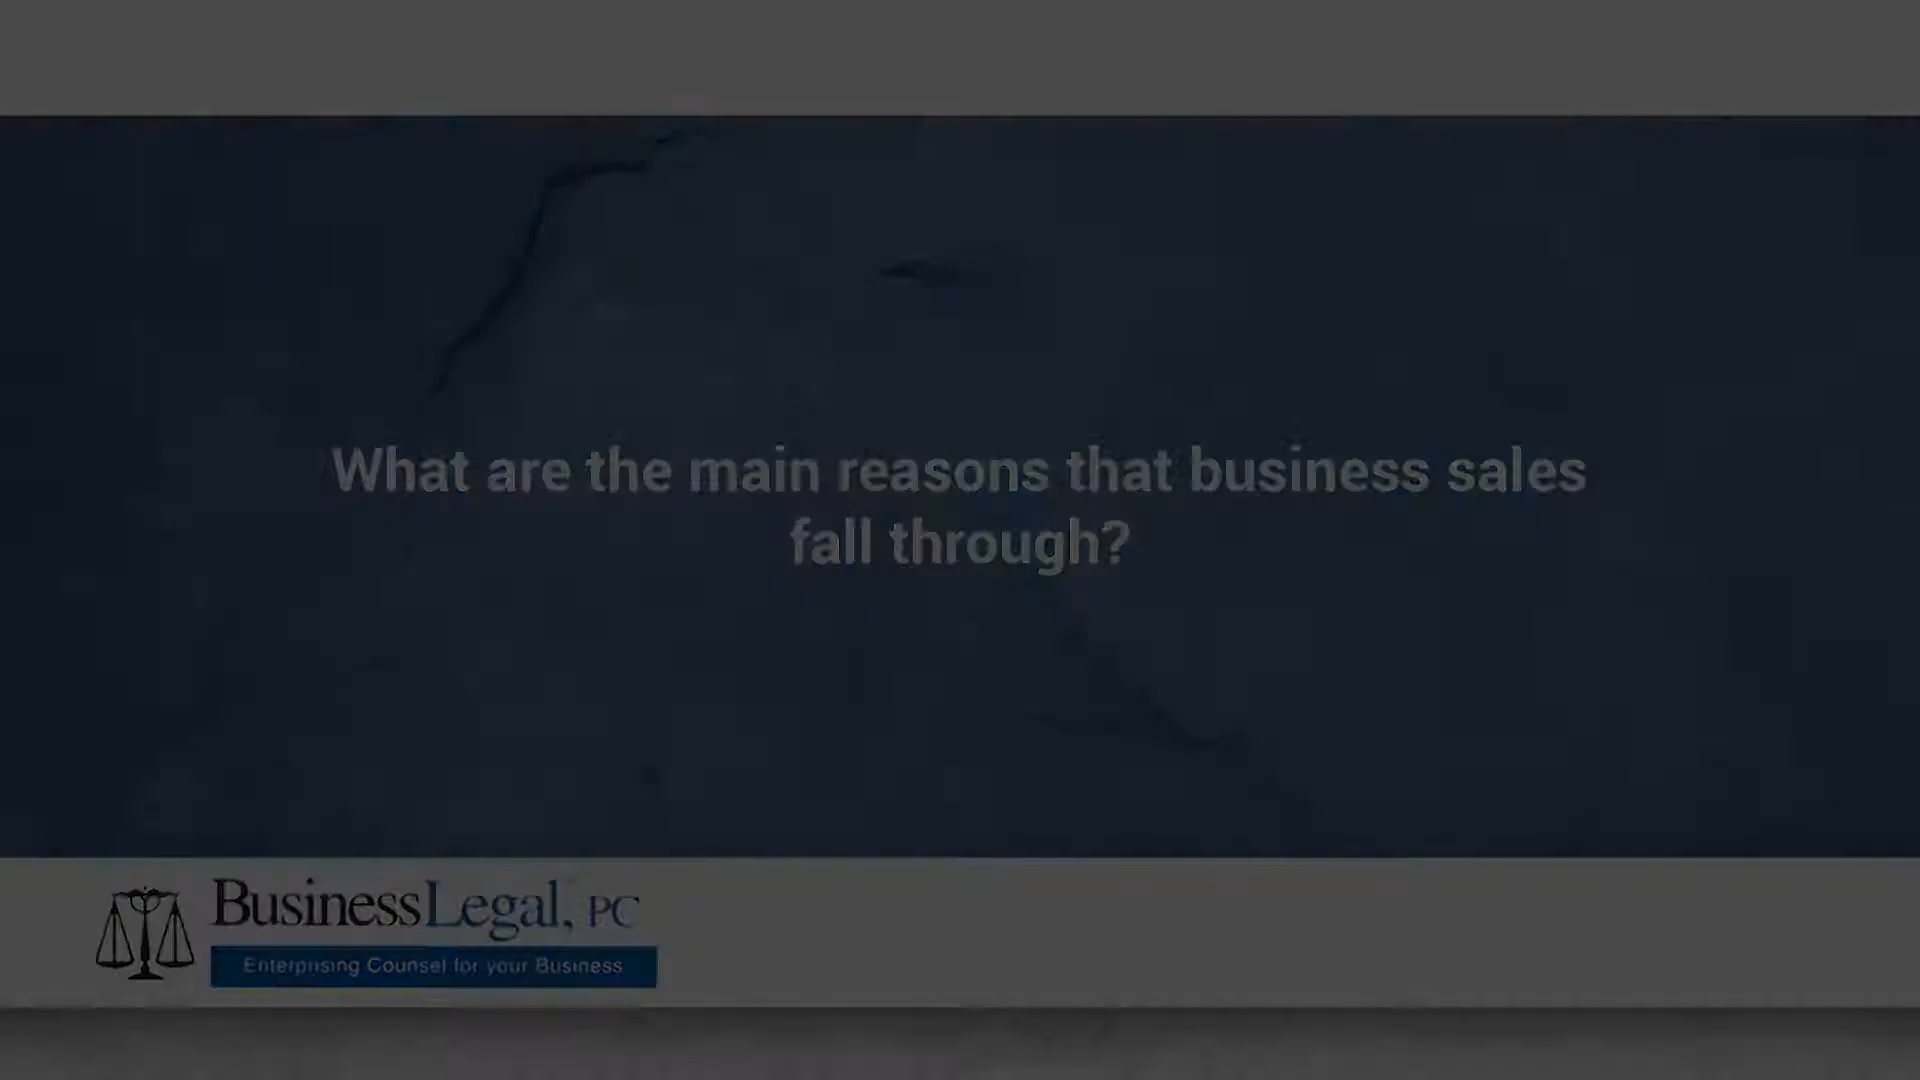 What are the main reasons that business sales
fall through?
BusinessLegal, PC
Enterprising Counsel for your Business